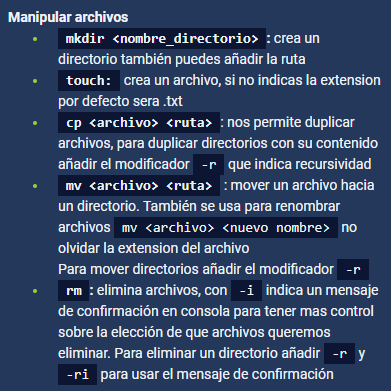 Manipular archivos
• mkdir <nombre_directorio> : crea un
directorio también puedes añadir la ruta
• touch: crea un archivo, si no indicas la extension
por defecto sera .txt
• cp <archivo> <ruta> : nos permite duplicar
archivos, para duplicar directorios con su contenido
añadir el modificador -r que indica recursividad
• mv <archivo> <ruta> : mover un archivo hacia
un directorio. También se usa para renombrar
archivos mv <archivo> <nuevo nombre> no
olvidar la extension del archivo
Para mover directorios añadir el modificador -r
• rm : elimina archivos, con -i indica un mensaje
de confirmación en consola para tener mas control
sobre la elección de que archivos queremos
eliminar. Para eliminar un directorio añadir -r y
-ri para usar el mensaje de confirmación